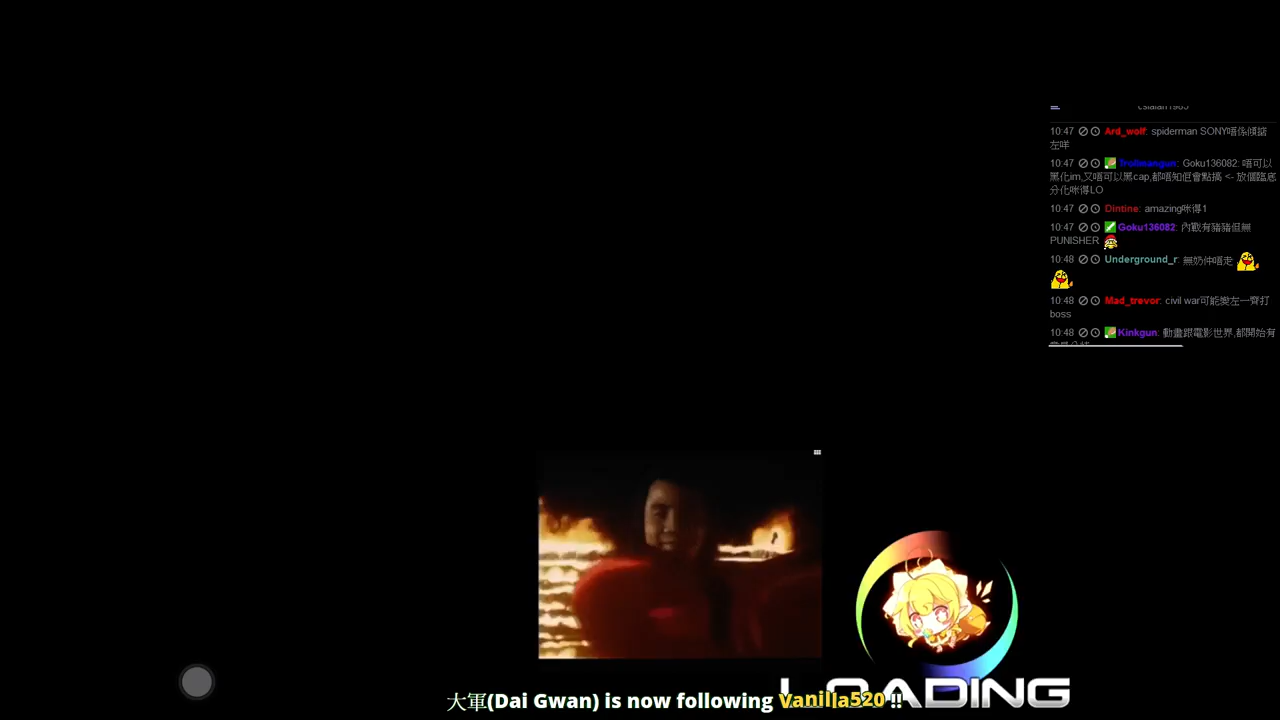 10:47 Ard_wolf: spiderman SONY唔係傾掂
左咩
10:47 Trollmangun: Goku136082: 唔可以
黑化im,又唔可以黑cap,都唔知佢會點搞 <- 放個臨底
分化咪得LO
10:47 Dintine: amazing咪得1
10:47 Goku136082: 內戰有豬豬但無
PUNISHER
10:48 Underground_r: 無奶仲唔走
10:48 Mad_trevor: civil war可能變左一齊打
boss
10:48 Kinkgun: 動畫跟電影世界,都開始有
LOADING
大軍(Dai Gwan) is now following Vanilla520 !!